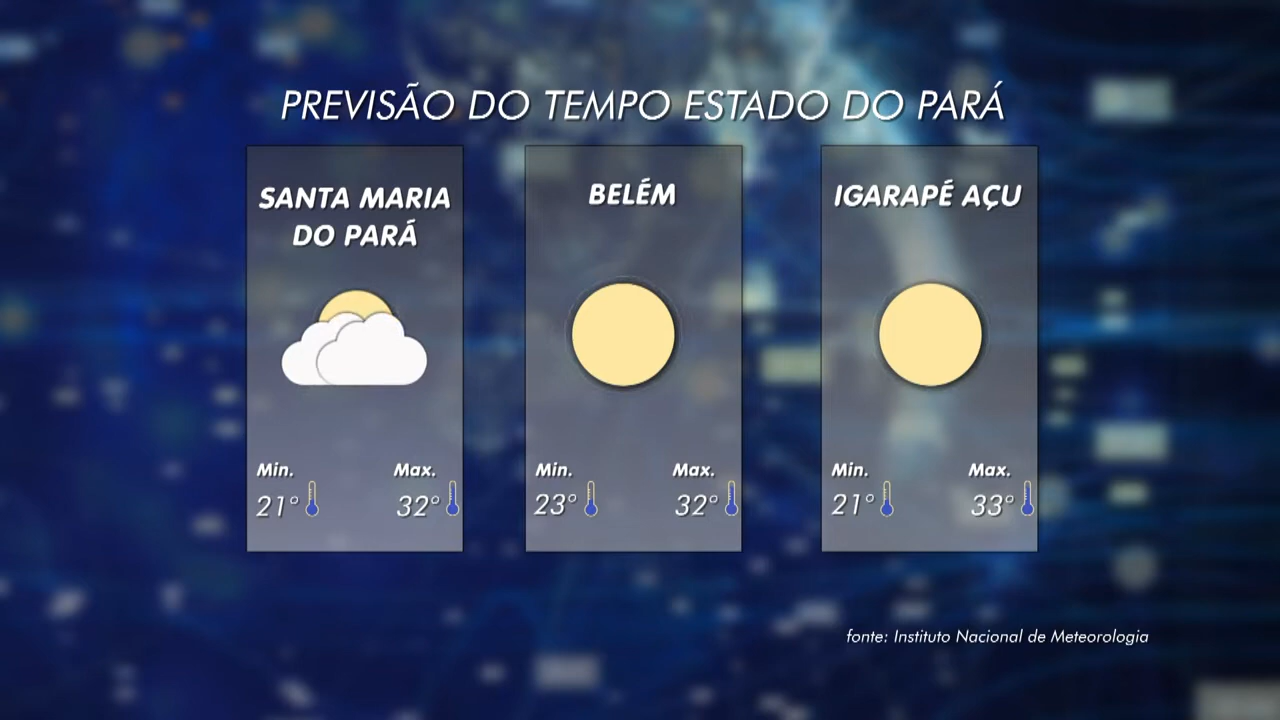 PREVISÃO DO TEMPO ESTADO DO PARÁ
SANTA MARIA
DO PARÁ
Min. Max.
21° 32°
BELÉM
Min. Max.
23° 32°
IGARAPÉ AÇU
Min. Max.
21° 33°
fonte: Instituto Nacional de Meteorologia